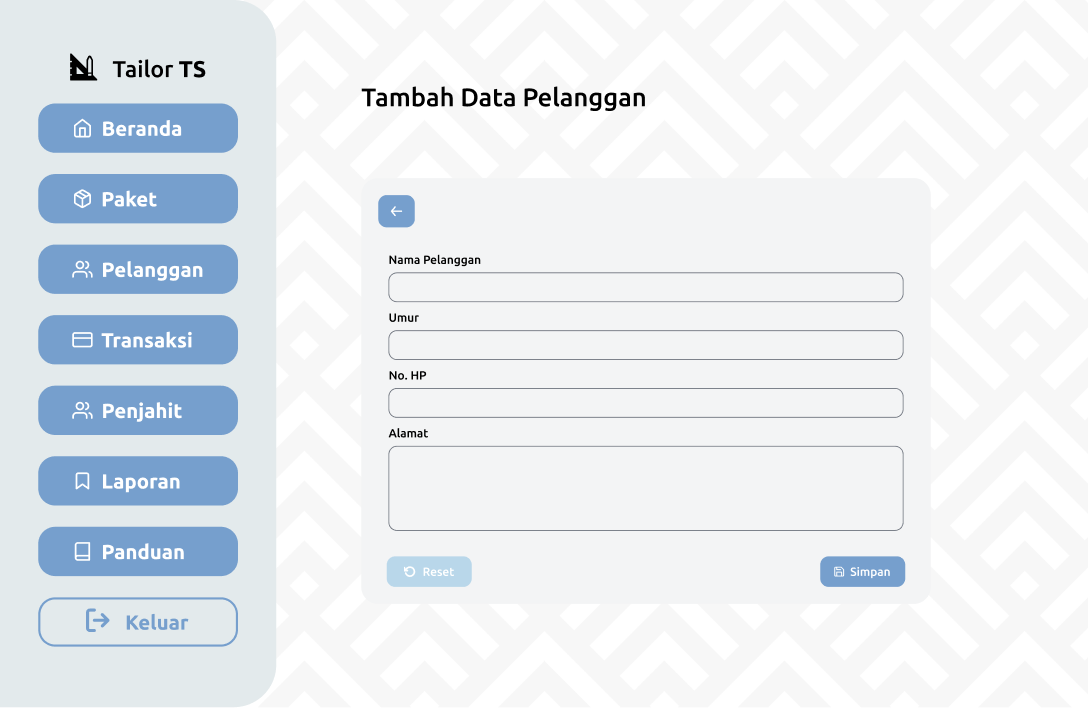 Tailor TS
Beranda
Paket
Pelanggan
Transaksi
Penjahit
Laporan
Panduan
Keluar
Tambah Data Pelanggan
Nama Pelanggan
Umur
No. HP
Alamat
Reset
Simpan